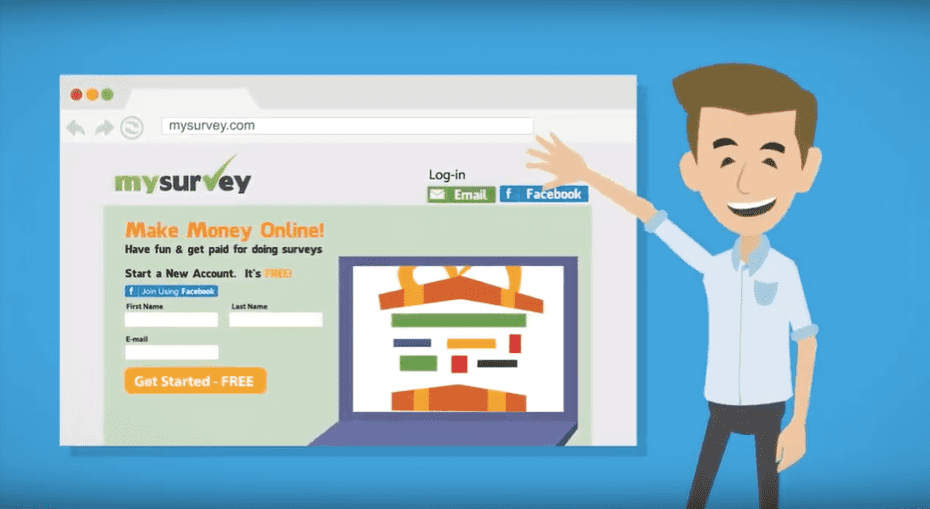 mysurvey.com
mysurvey
Log-in
Email
f Facebook
Make Money Online!
Have fun & get paid for doing surveys
Start a New Account. It's FREE!
f Join Using Facebook
First Name Last Name
E-mail
Get Started - FREE